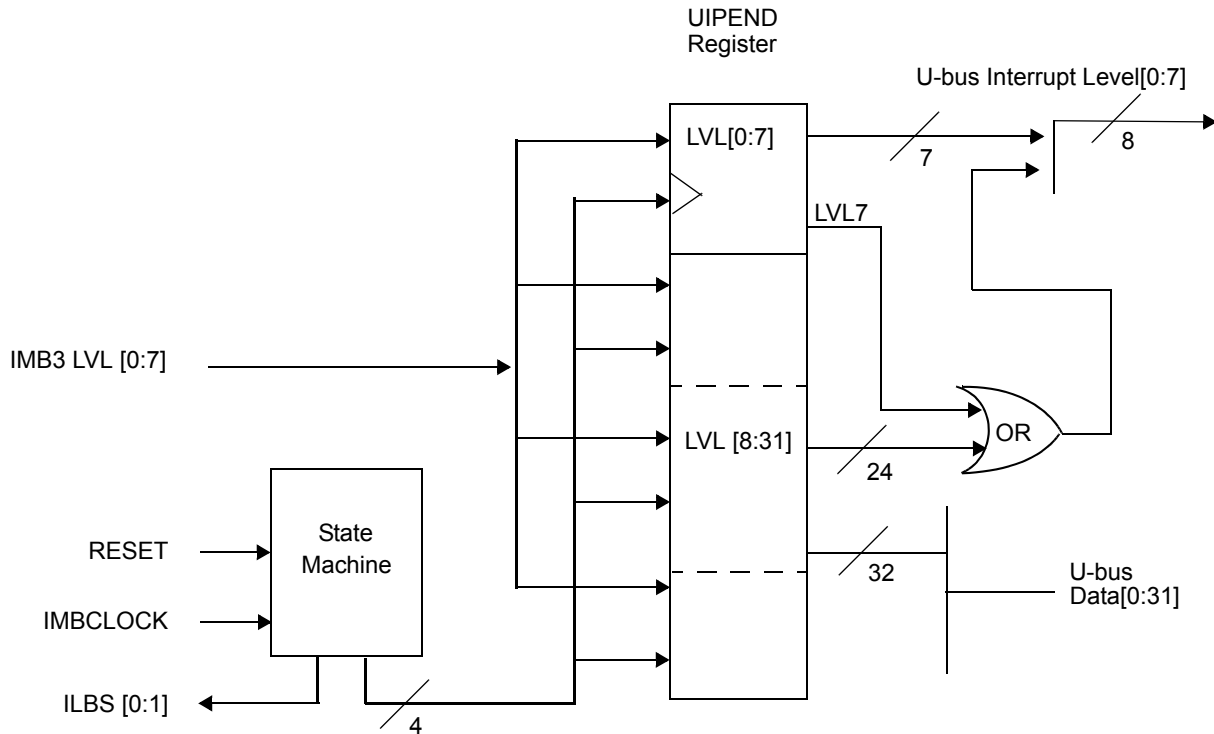 UIPEND
Register
U-bus Interrupt Level[0:7]
LVL[0:7]
7
8
LVL7
IMB3 LVL [0:7]
LVL [8:31]
OR
24
State
Machine
RESET
32
U-bus
Data[0:31]
IMBCLOCK
ILBS [0:1]
4